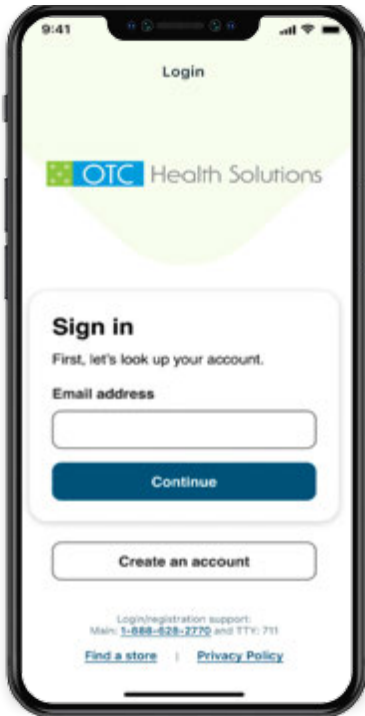 9:41
Login
OTC Health Solutions
Sign in
First, let's look up your account.
Email address
Continue
Create an account
Login/registration support:
Main: 1-888-628-2770 and TTY: 711
Find a store | Privacy Policy